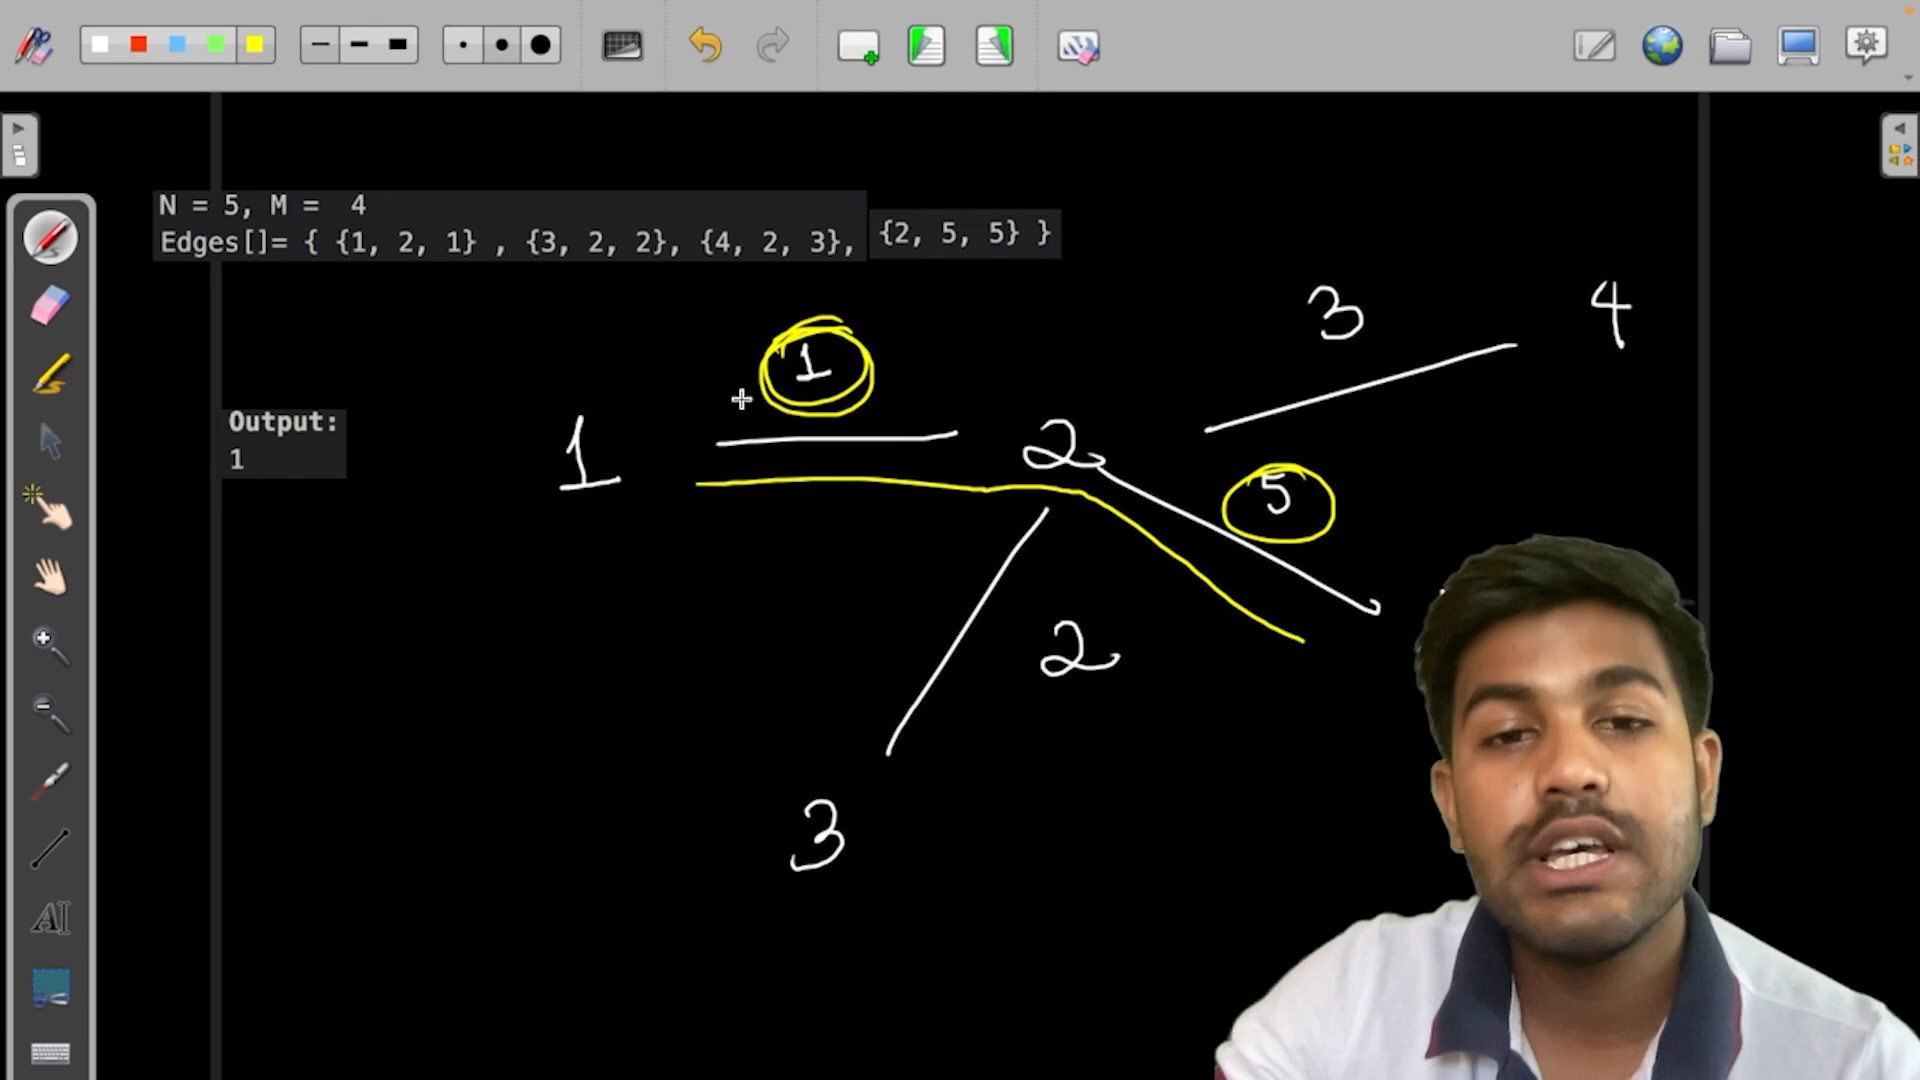 N = 5, M = 4
Edges[]= { {1, 2, 1} , {3, 2, 2}, {4, 2, 3}, {2, 5, 5} }
3 4
1
Output:
1
1 2
5
2
3
AI